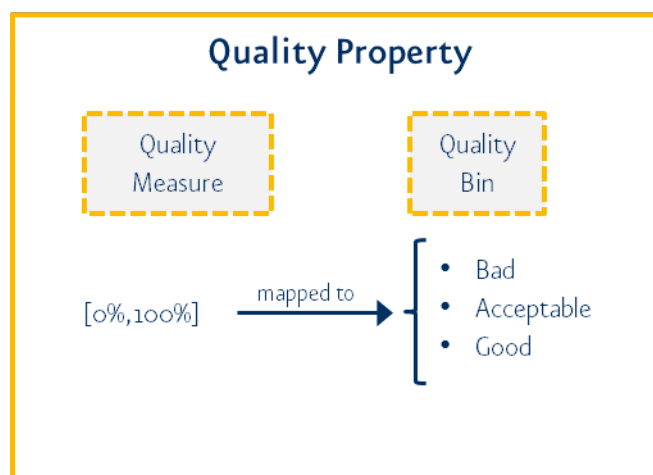 Quality Property
Quality
Measure
Quality
Bin
[0%,100%]
mapped to
• Bad
• Acceptable
• Good